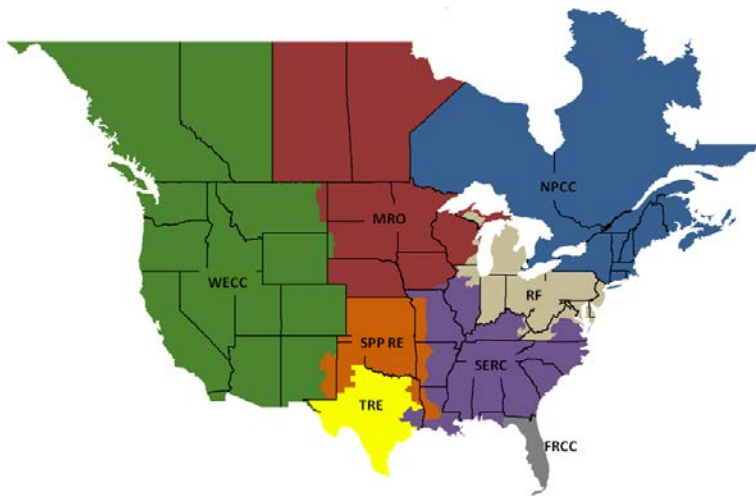 NPCC
MRO
WECC
RF
SPP RE
SERC
TRE
FRCC